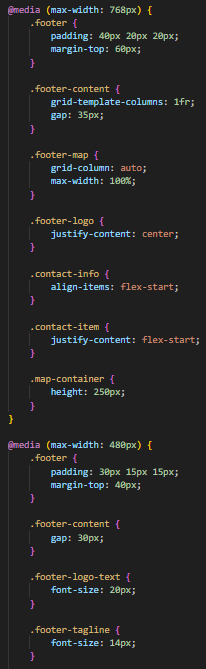 @media (max-width: 768px) {
    .footer {
        padding: 40px 20px 20px;
        margin-top: 60px;
    }

    .footer-content {
        grid-template-columns: 1fr;
        gap: 35px;
    }

    .footer-map {
        grid-column: auto;
        max-width: 100%;
    }

    .footer-logo {
        justify-content: center;
    }

    .contact-info {
        align-items: flex-start;
    }

    .contact-item {
        justify-content: flex-start;
    }

    .map-container {
        height: 250px;
    }
}

@media (max-width: 480px) {
    .footer {
        padding: 30px 15px 15px;
        margin-top: 40px;
    }

    .footer-content {
        gap: 30px;
    }

    .footer-logo-text {
        font-size: 20px;
    }

    .footer-tagline {
        font-size: 14px;
    }